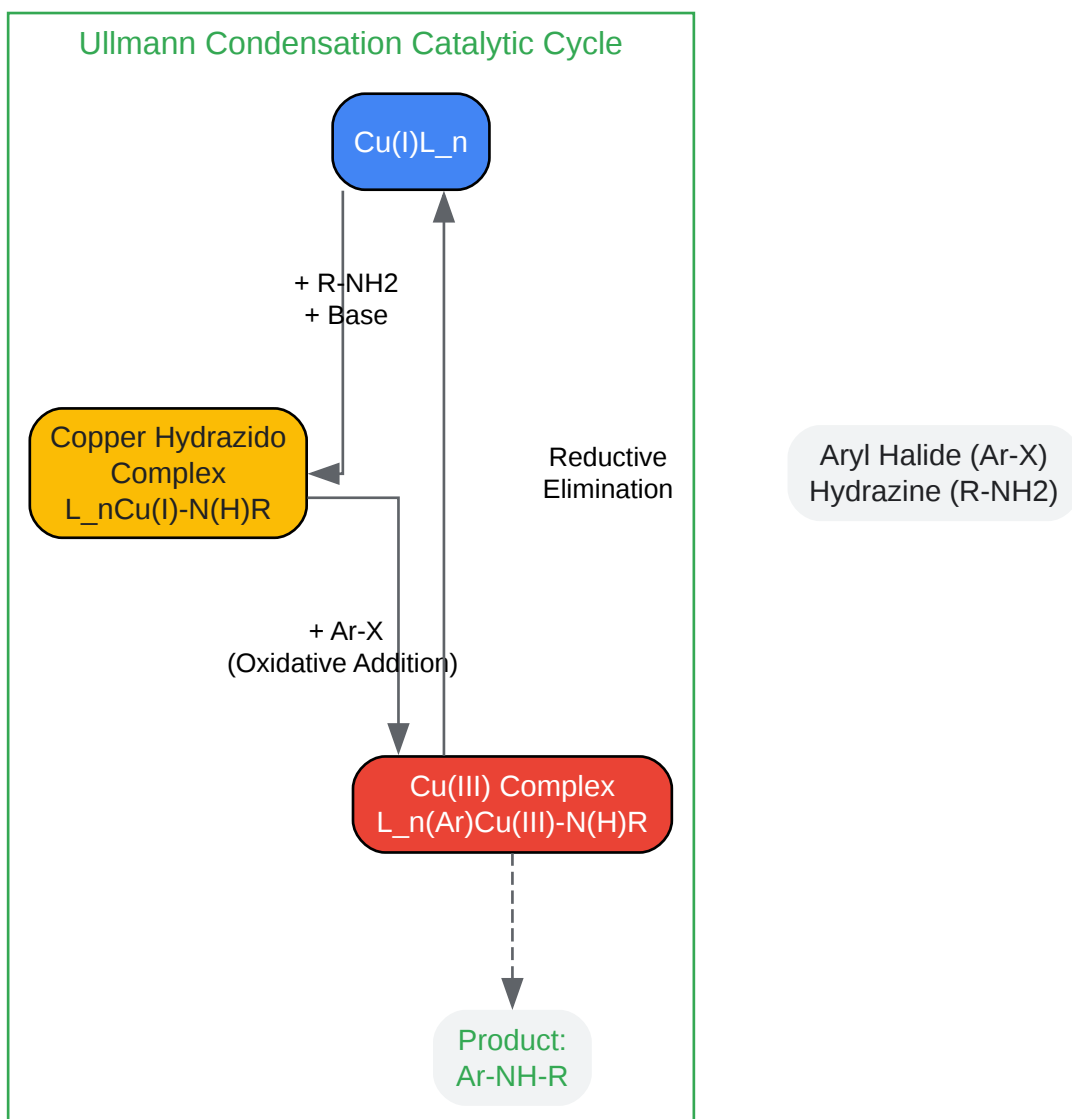 Ullmann Condensation Catalytic Cycle
Cu(I)L_n
+ R-NH2
+ Base
Copper Hydrazido
Complex
L_nCu(I)-N(H)R
Reductive
Elimination
Aryl Halide (Ar-X)
Hydrazine (R-NH2)
+ Ar-X
(Oxidative Addition)
Cu(III) Complex
L_n(Ar)Cu(III)-N(H)R
Product:
Ar-NH-R